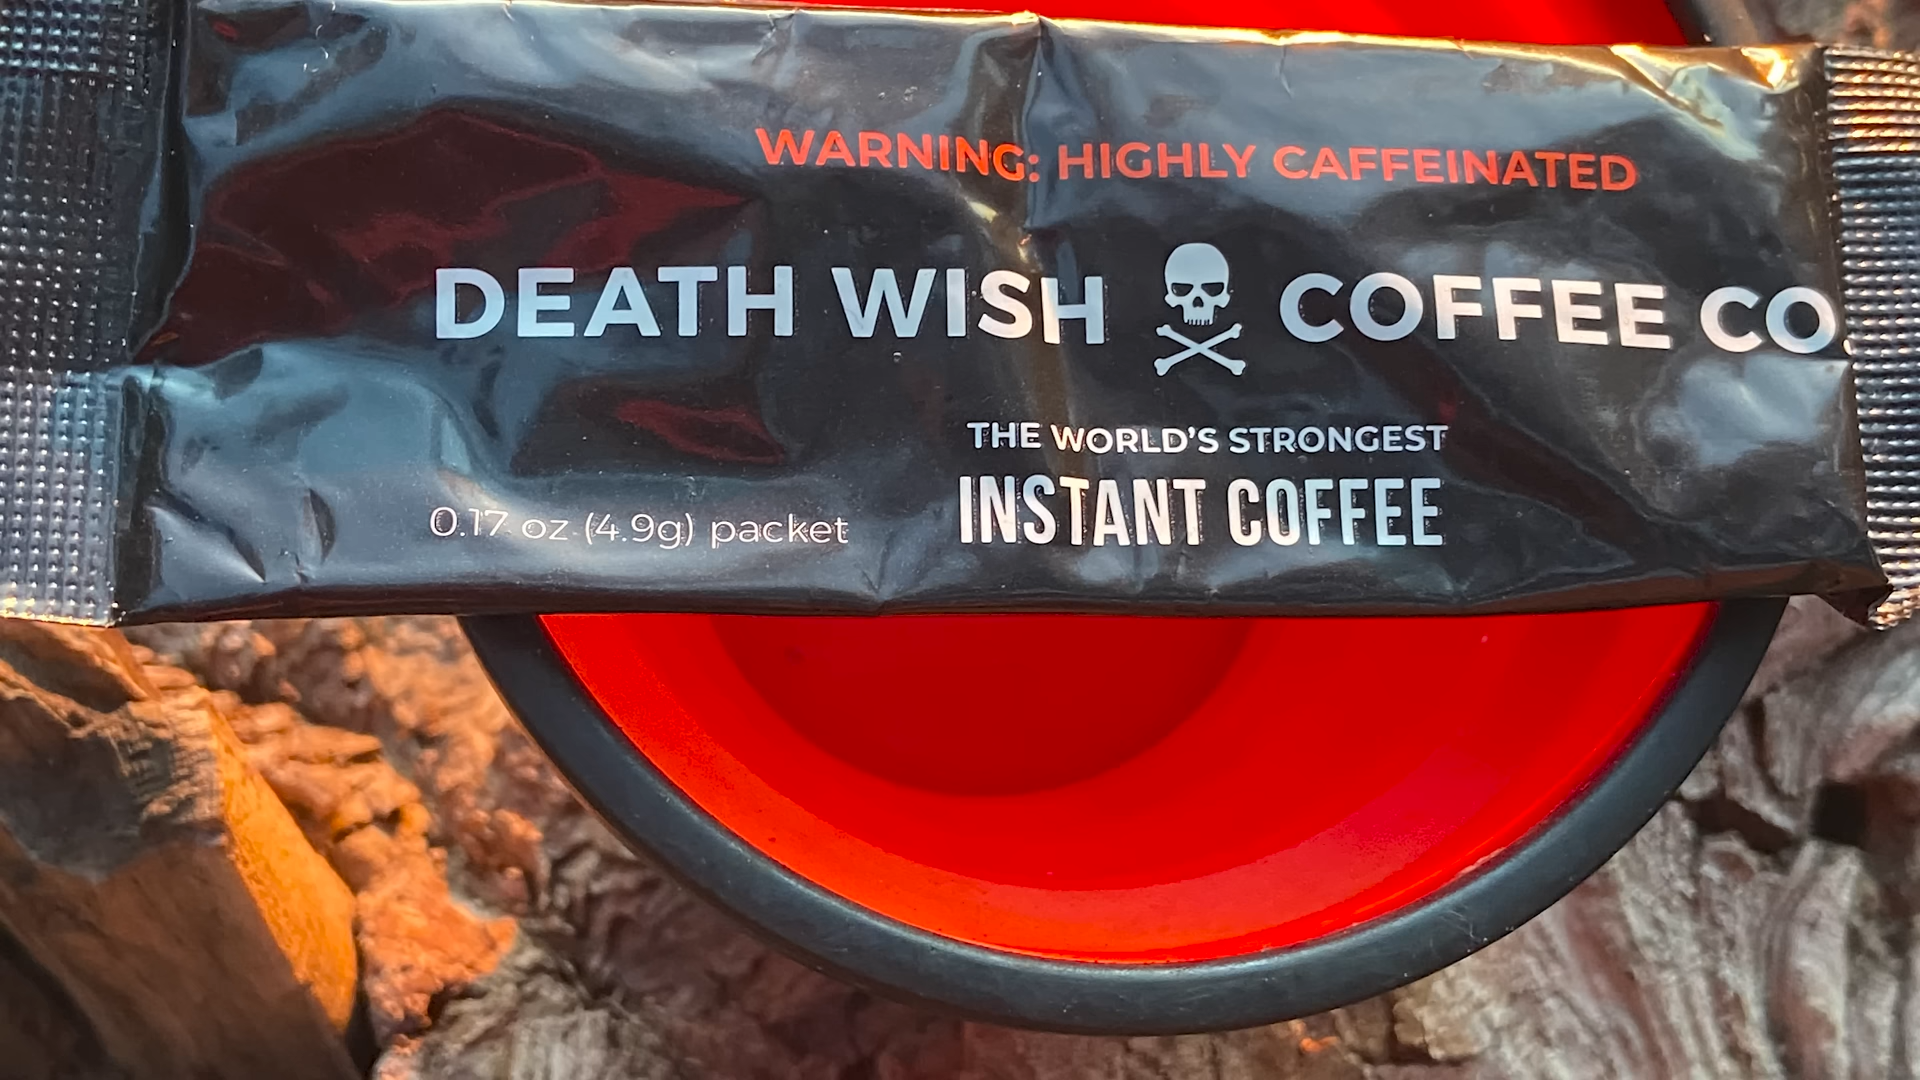 WARNING: HIGHLY CAFFEINATED
DEATH WISH COFFEE CO.
THE WORLD'S STRONGEST
INSTANT COFFEE
0.17 oz (4.9g) packet